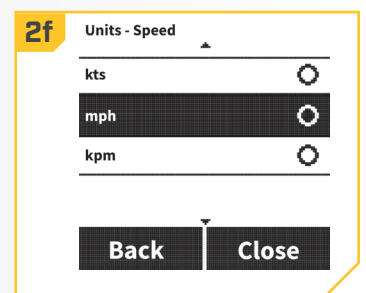 2f
Units - Speed
kts
mph
kpm
Back Close